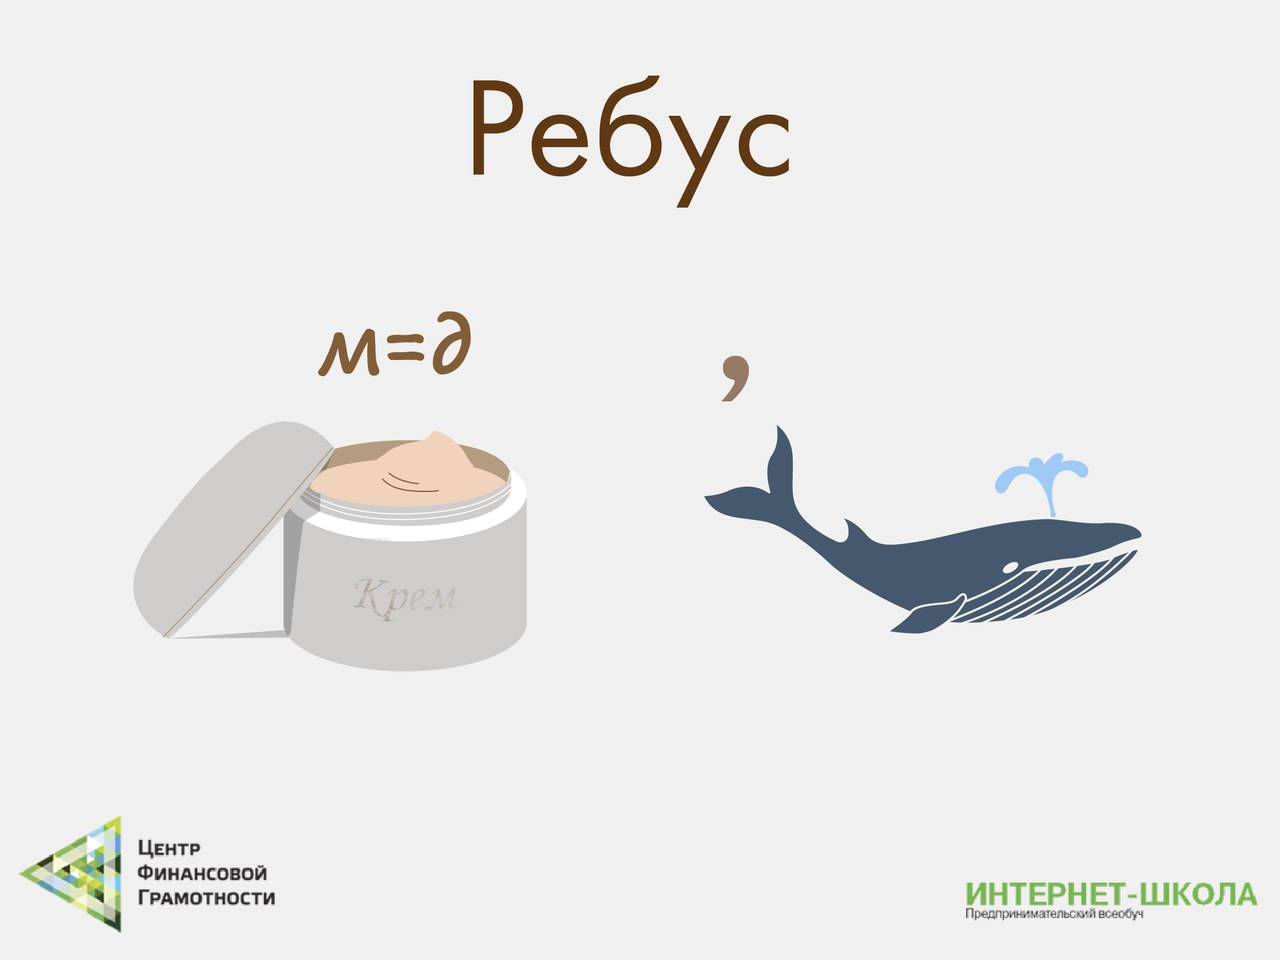 Ребус
м=д
,
Крем
Центр
Финансовой
Грамотности
ИНТЕРНЕТ-ШКОЛА
Предпринимательский всеобуч